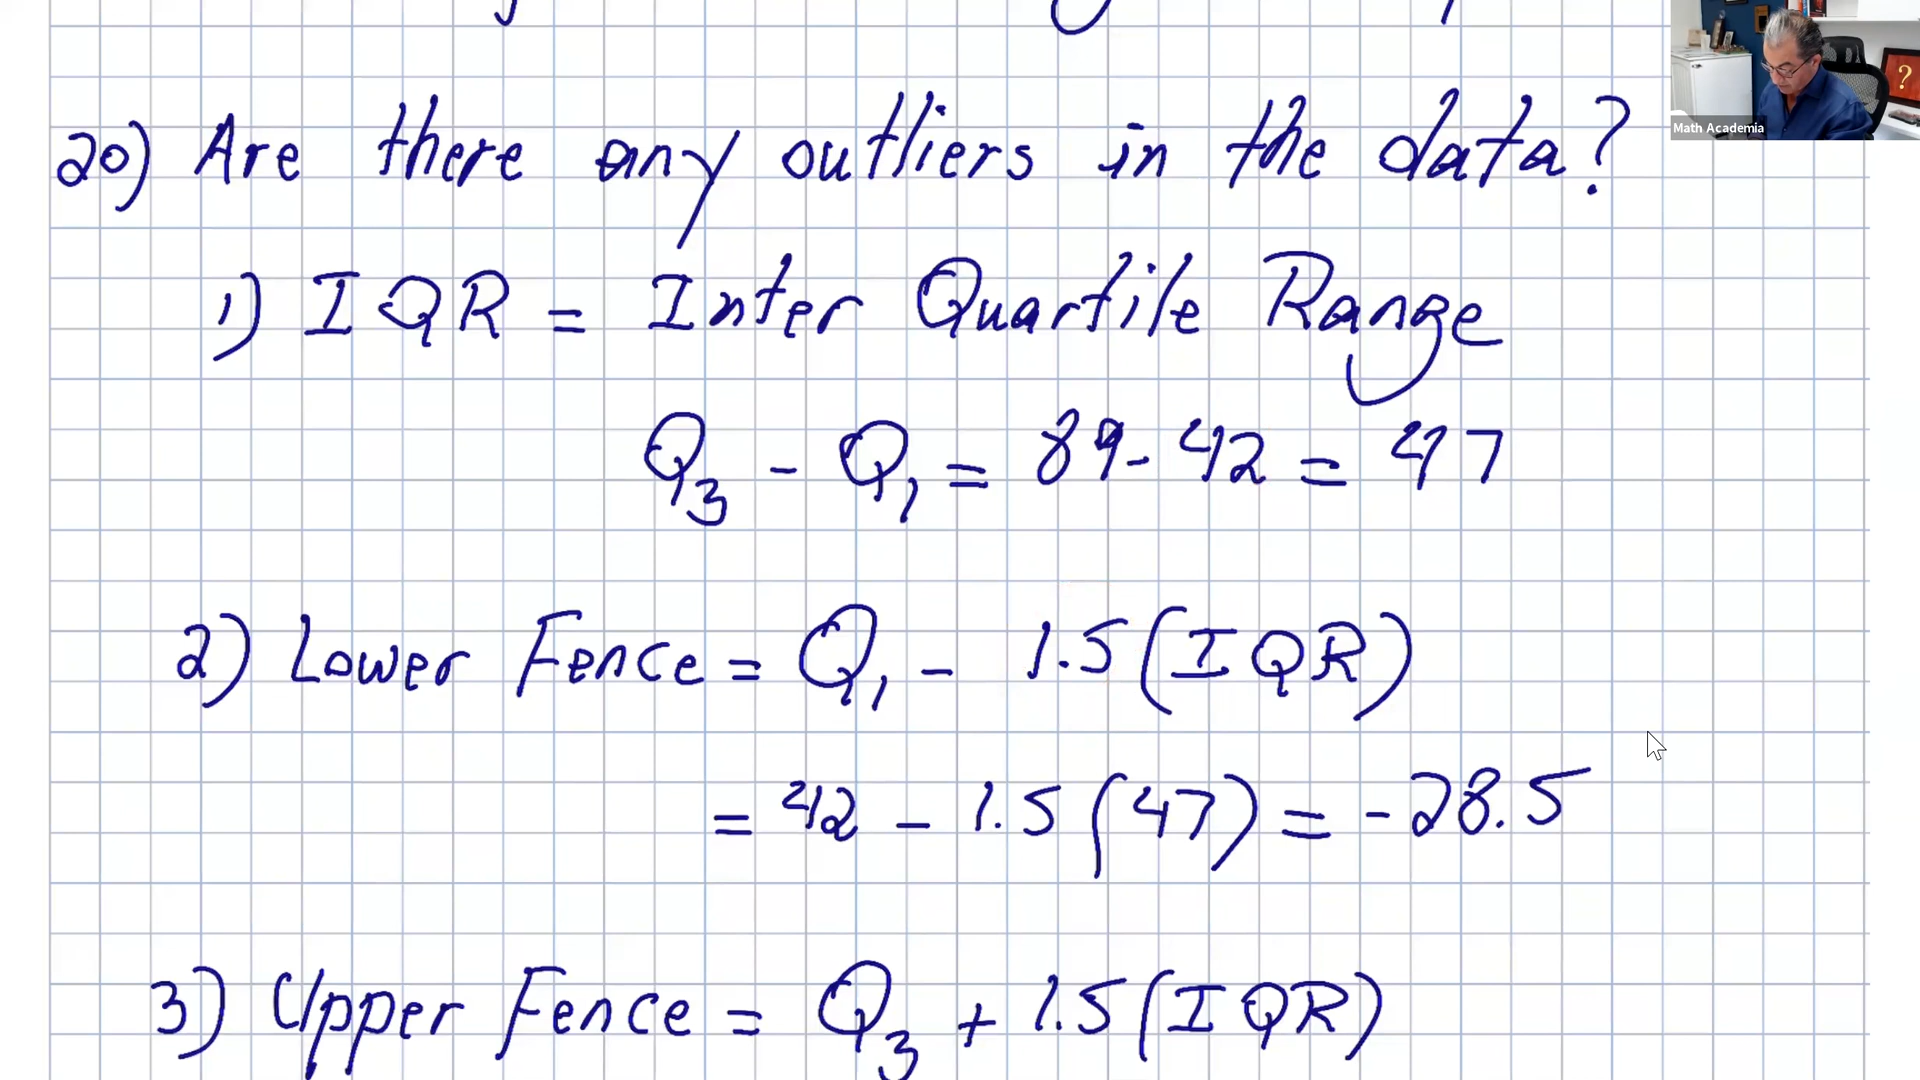 ?
Math Academia
20) Are there any outliers in the data?
1) IQR = Inter Quartile Range
Q3 - Q1 = 89 - 42 = 47
2) Lower Fence = Q1 - 1.5 (IQR)
= 42 - 1.5 (47) = -28.5
3) Upper Fence = Q3 + 1.5 (IQR)